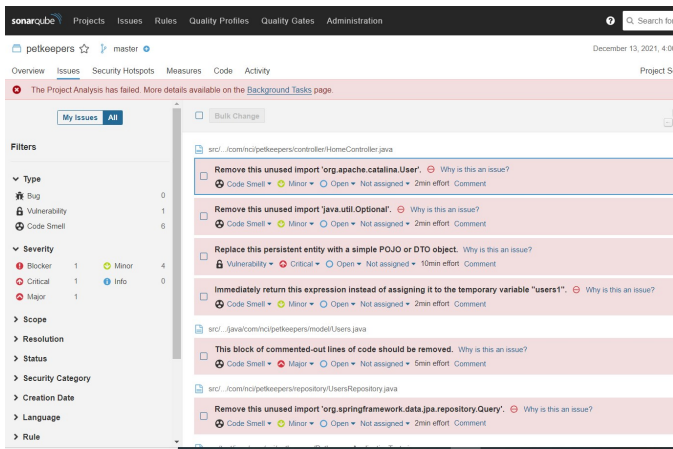 sonarqube Projects Issues Rules Quality Profiles Quality Gates Administration ? Search for
petkeepers master December 13, 2021, 4:0
Overview Issues Security Hotspots Measures Code Activity Project S
The Project Analysis has failed. More details available on the Background Tasks page.
My Issues All
Bulk Change
Filters
src/.../com/nci/petkeepers/controller/HomeController.java
Remove this unused import 'org.apache.catalina.User'. Why is this an issue?
Code Smell Minor Open Not assigned 2min effort Comment
Type
Bug 0
Vulnerability 1
Code Smell 6
Remove this unused import 'java.util.Optional'. Why is this an issue?
Code Smell Minor Open Not assigned 2min effort Comment
Severity
Blocker 1 Minor 4
Critical 1 Info 0
Major 1
Replace this persistent entity with a simple POJO or DTO object. Why is this an issue?
Vulnerability Critical Open Not assigned 10min effort Comment
Immediately return this expression instead of assigning it to the temporary variable "users1". Why is this an issue?
Code Smell Minor Open Not assigned 2min effort Comment
Scope
Resolution
Status
Security Category
Creation Date
Language
Rule
src/.../java/com/nci/petkeepers/model/Users.java
This block of commented-out lines of code should be removed. Why is this an issue?
Code Smell Major Open Not assigned 5min effort Comment
src/.../com/nci/petkeepers/repository/UsersRepository.java
Remove this unused import 'org.springframework.data.jpa.repository.Query'. Why is this an issue?
Code Smell Minor Open Not assigned 2min effort Comment